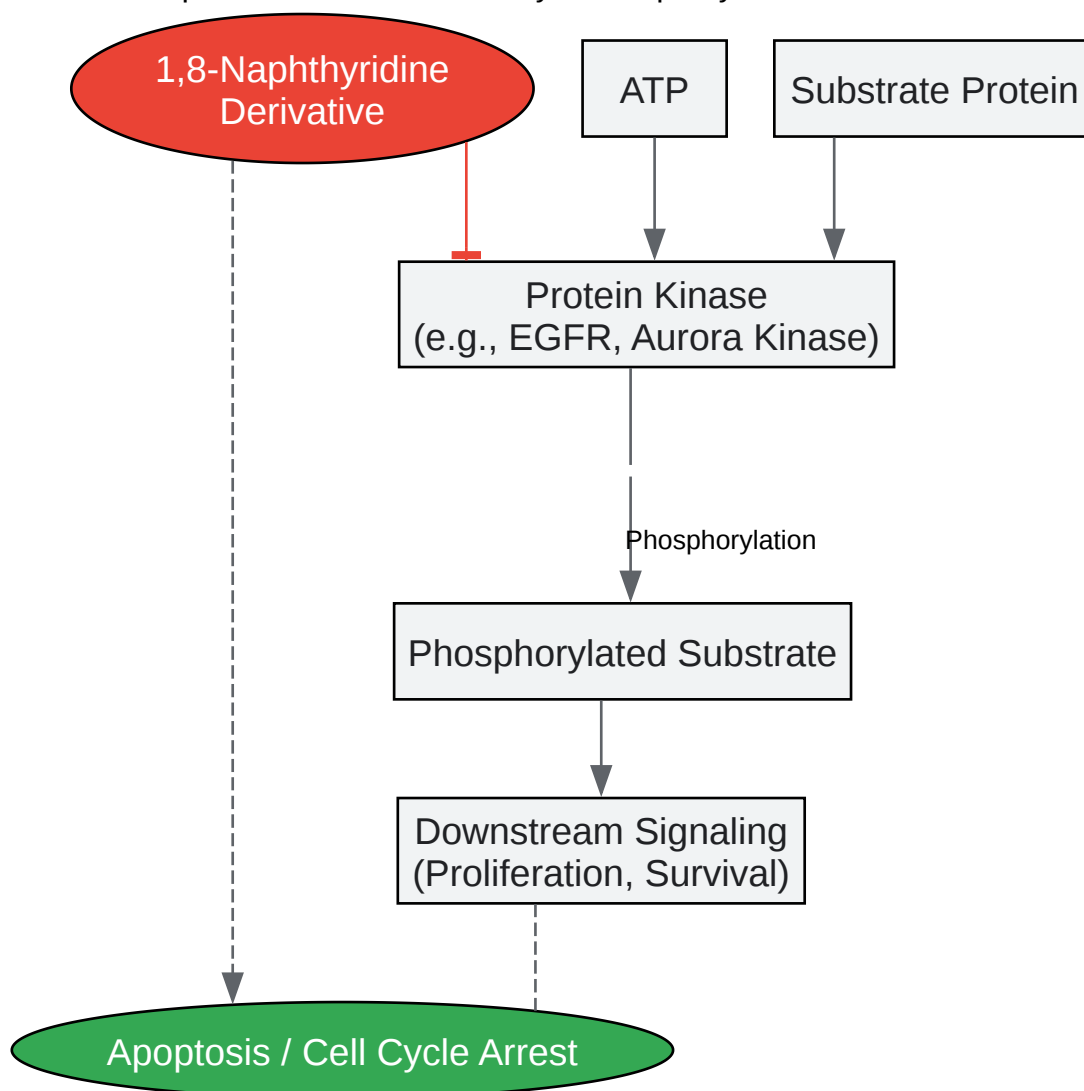 1,8-Naphthyridine
Derivative
ATP
Substrate Protein
Protein Kinase
(e.g., EGFR, Aurora Kinase)
Phosphorylation
Phosphorylated Substrate
Downstream Signaling
(Proliferation, Survival)
Apoptosis / Cell Cycle Arrest